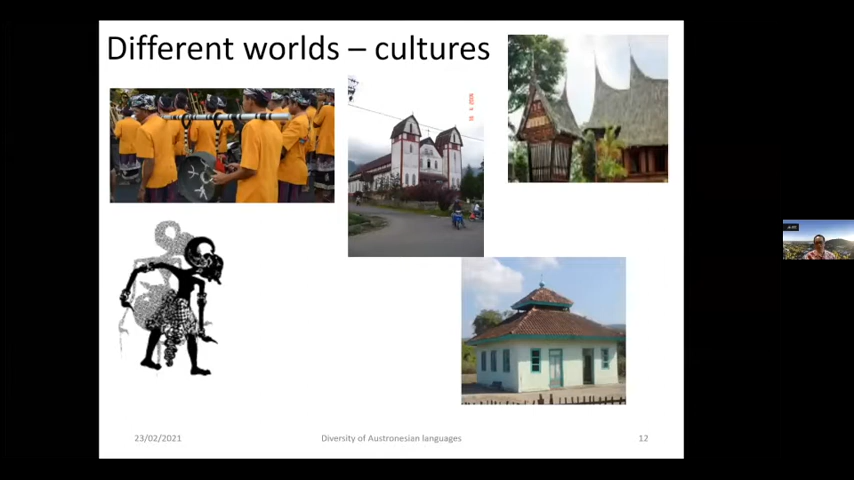 Different worlds – cultures
23/02/2021
Diversity of Austronesian languages
12